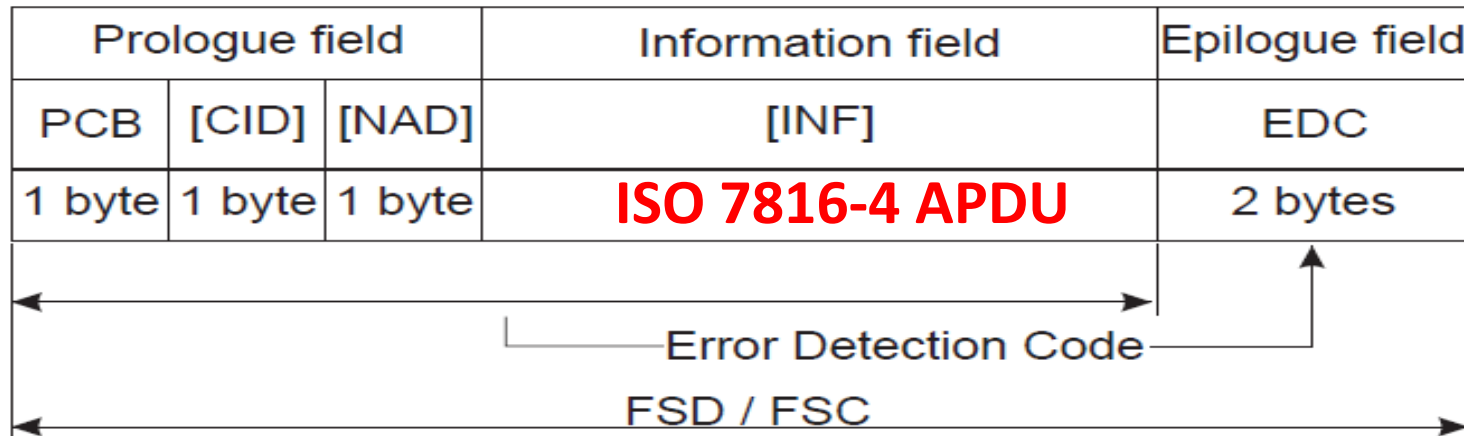 Prologue field Information field Epilogue field
PCB [CID] [NAD] [INF] EDC
1 byte 1 byte 1 byte ISO 7816-4 APDU 2 bytes
Error Detection Code
FSD / FSC